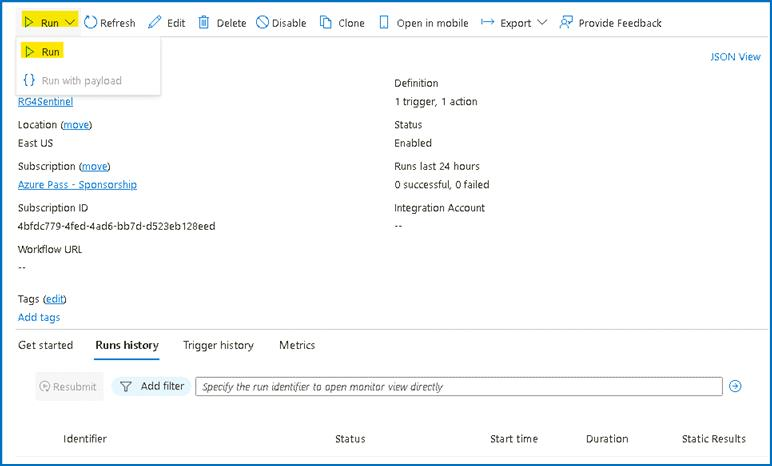 Run Refresh Edit Delete Disable Clone Open in mobile Export Provide Feedback
Run
{} Run with payload
JSON View
RG4Sentinel
Definition
1 trigger, 1 action
Location (move)
East US
Status
Enabled
Subscription (move)
Azure Pass - Sponsorship
Runs last 24 hours
0 successful, 0 failed
Subscription ID
4bfdc779-4fed-4ad6-bb7d-d523eb128eed
Integration Account
--
Workflow URL
--
Tags (edit)
Add tags
Get started Runs history Trigger history Metrics
Resubmit Add filter Specify the run identifier to open monitor view directly
Identifier Status Start time Duration Static Results